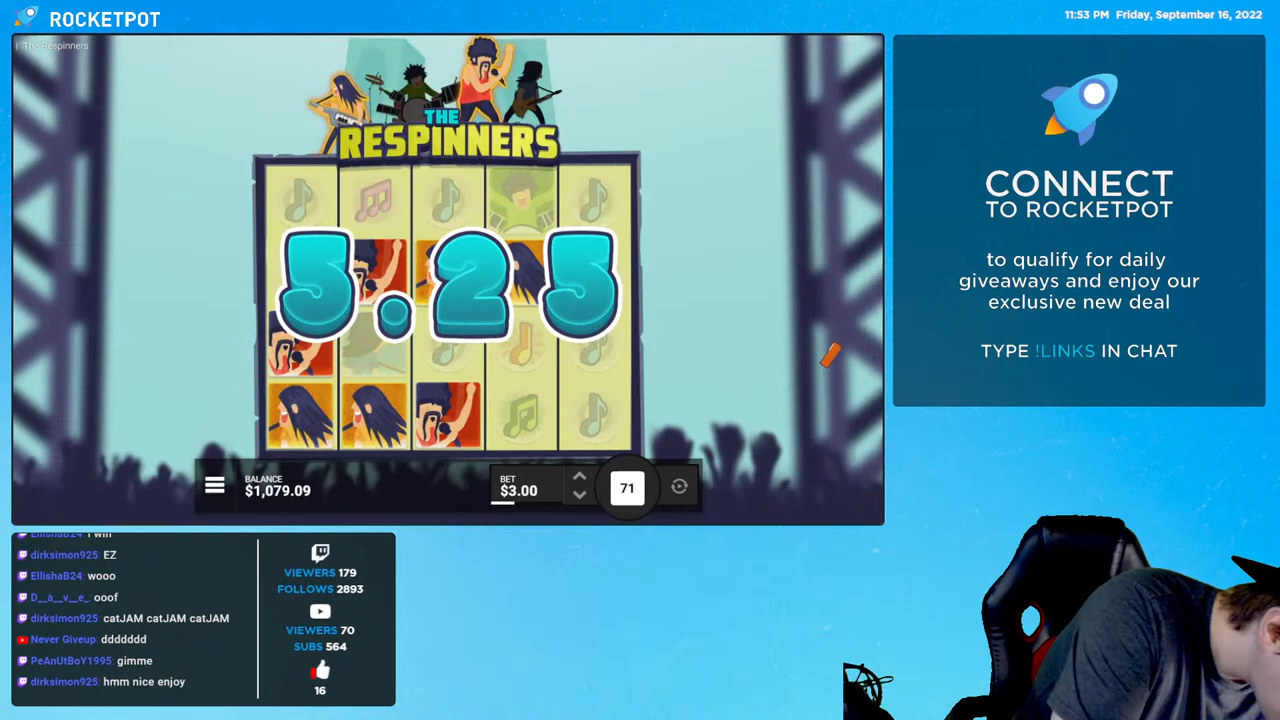 ROCKETPOT
11:53 PM Friday, September 16, 2022
| The Respinners
THE
RESPINNERS
5.25
BALANCE
$1,079.09
BET
$3.00
71
CONNECT
TO ROCKETPOT
to qualify for daily
giveaways and enjoy our
exclusive new deal
TYPE !LINKS IN CHAT
EllishaB24: I win
dirksimon925: EZ
EllishaB24: wooo
D__a__v__e_: ooof
dirksimon925: catJAM catJAM catJAM
Never Giveup: ddddddd
PeAnUtBoY1995: gimme
dirksimon925: hmm nice enjoy
VIEWERS 179
FOLLOWS 2893
VIEWERS 70
SUBS 564
16